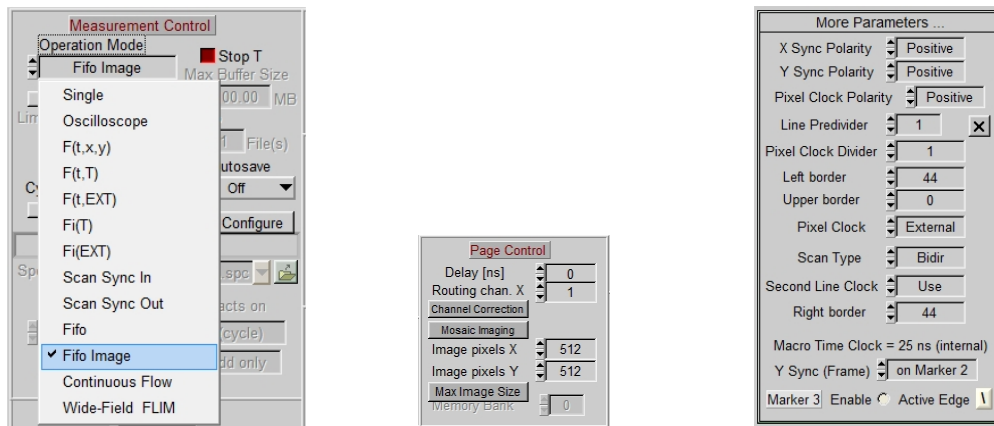 Measurement Control
Operation Mode
Fifo Image
Stop T
Max Buffer Size
00.00 MB
Single
Oscilloscope
F(t,x,y)
F(t,T)
F(t,EXT)
Fi(T)
Fi(EXT)
Scan Sync In
Scan Sync Out
Fifo
Fifo Image
Continuous Flow
Wide-Field FLIM
Lim
1 File(s)
utosave
Cy
Off
Configure
Spe
.spc
acts on
(cycle)
dd only
Page Control
Delay [ns] 0
Routing chan. X 1
Channel Correction
Mosaic Imaging
Image pixels X 512
Image pixels Y 512
Max Image Size
Memory Bank 0
More Parameters ...
X Sync Polarity Positive
Y Sync Polarity Positive
Pixel Clock Polarity Positive
Line Predivider 1
X
Pixel Clock Divider 1
Left border 44
Upper border 0
Pixel Clock External
Scan Type Bidir
Second Line Clock Use
Right border 44
Macro Time Clock = 25 ns (internal)
Y Sync (Frame) on Marker 2
Marker 3 Enable Active Edge \